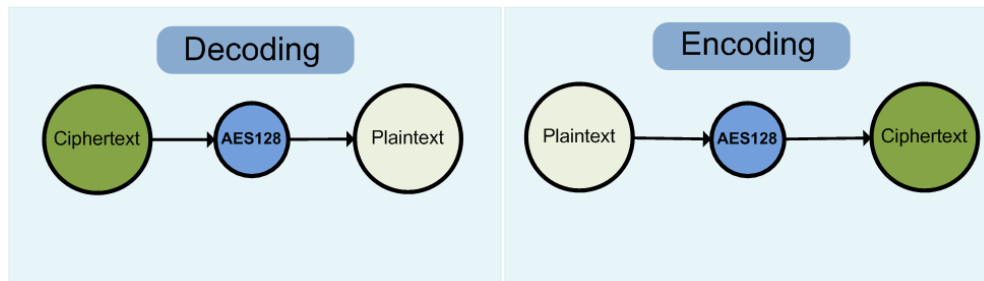 Decoding
Ciphertext
AES128
Plaintext
Encoding
Plaintext
AES128
Ciphertext